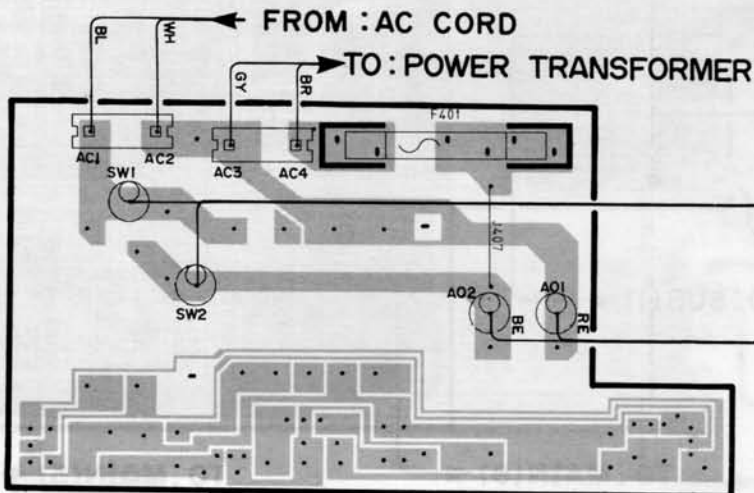 FROM : AC CORD
TO : POWER TRANSFORMER
BL
WH
GY
BR
F401
AC1
AC2
AC3
AC4
SW1
J407
SW2
AO2
AO1
BE
RE